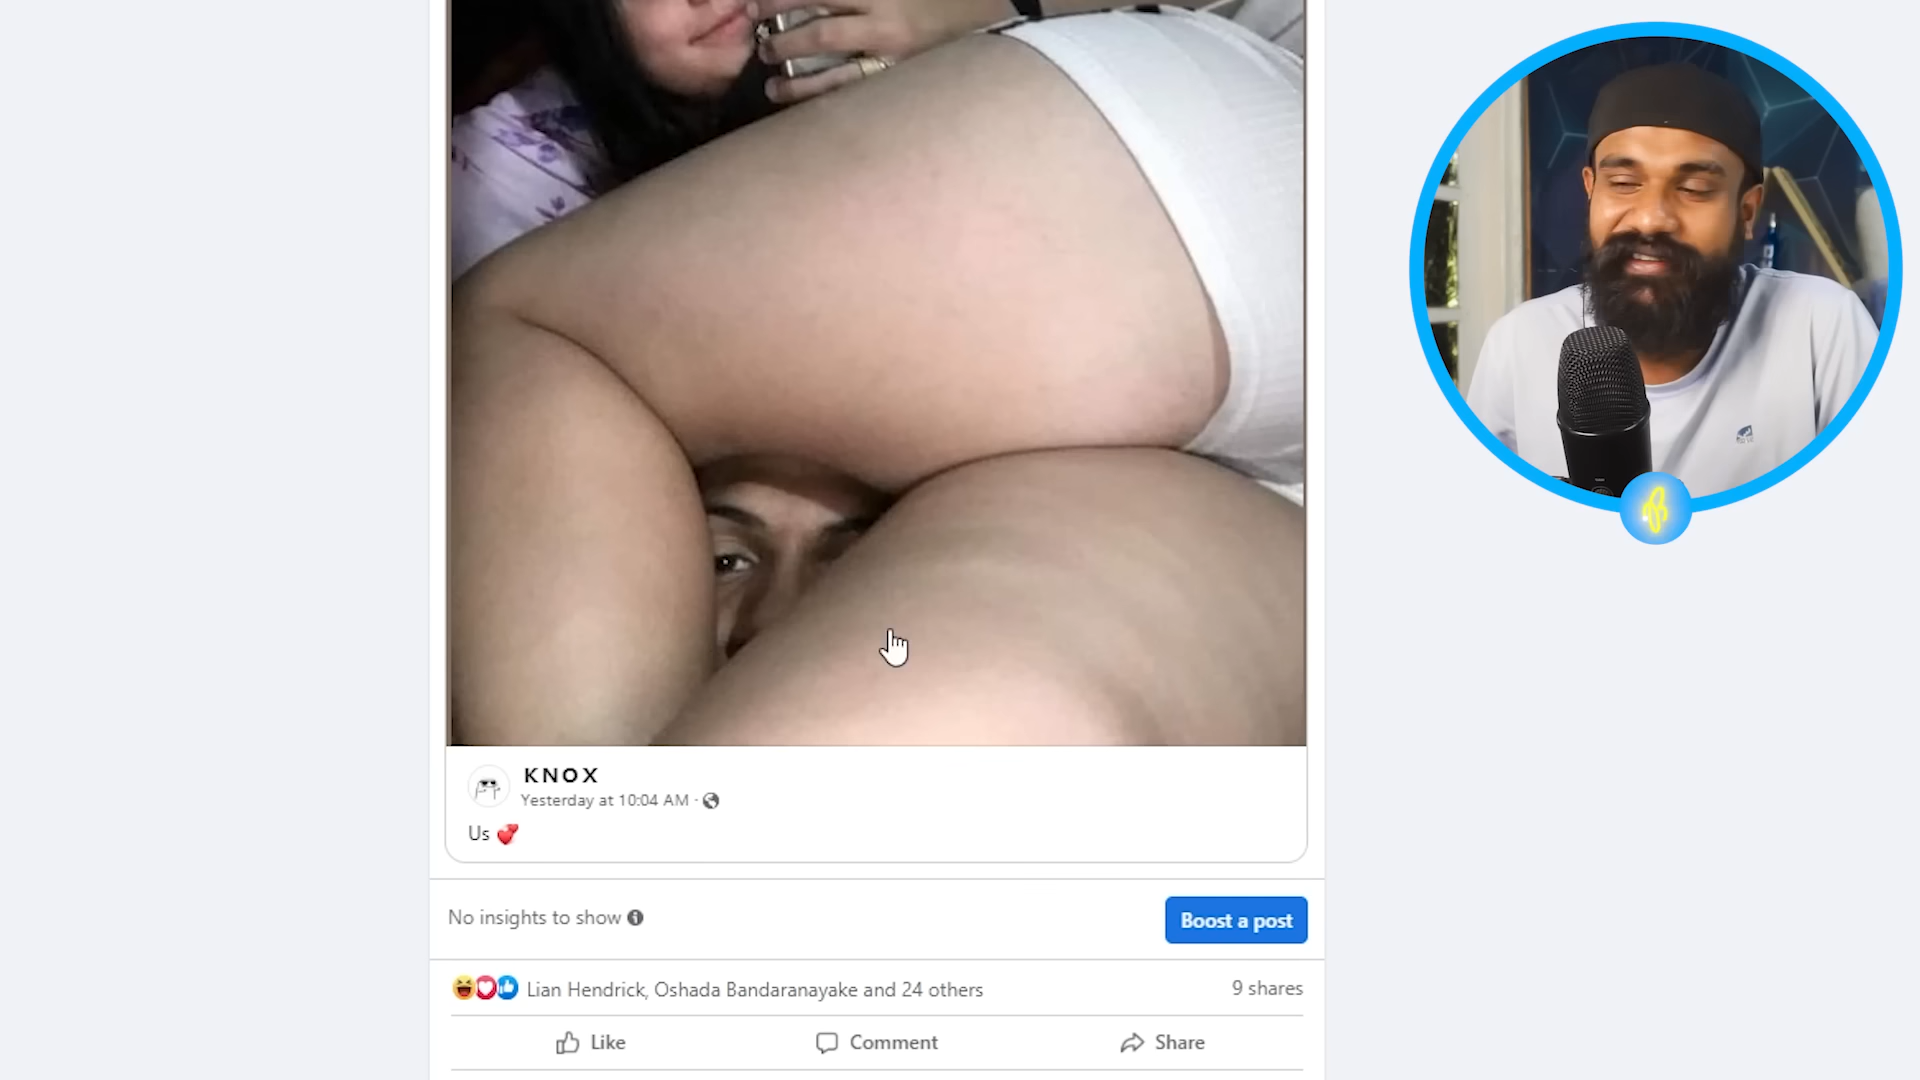 KNOX
Yesterday at 10:04 AM ·
Us 💕
No insights to show
Boost a post
Lian Hendrick, Oshada Bandaranayake and 24 others
9 shares
Like
Comment
Share